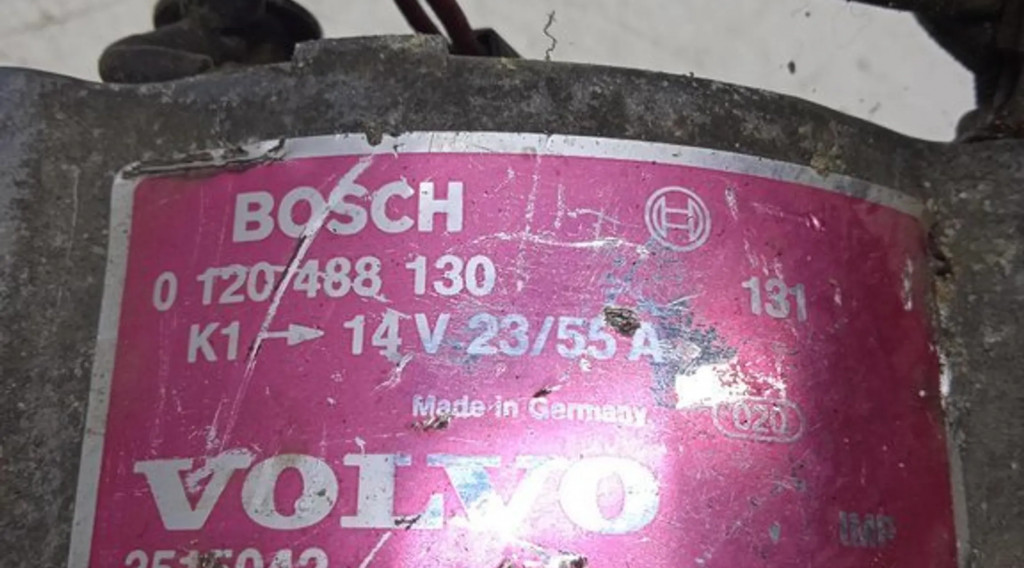 BOSCH
0 120 488 130
131
K1 → 14 V 23/55 A
Made in Germany
020
VOLVO